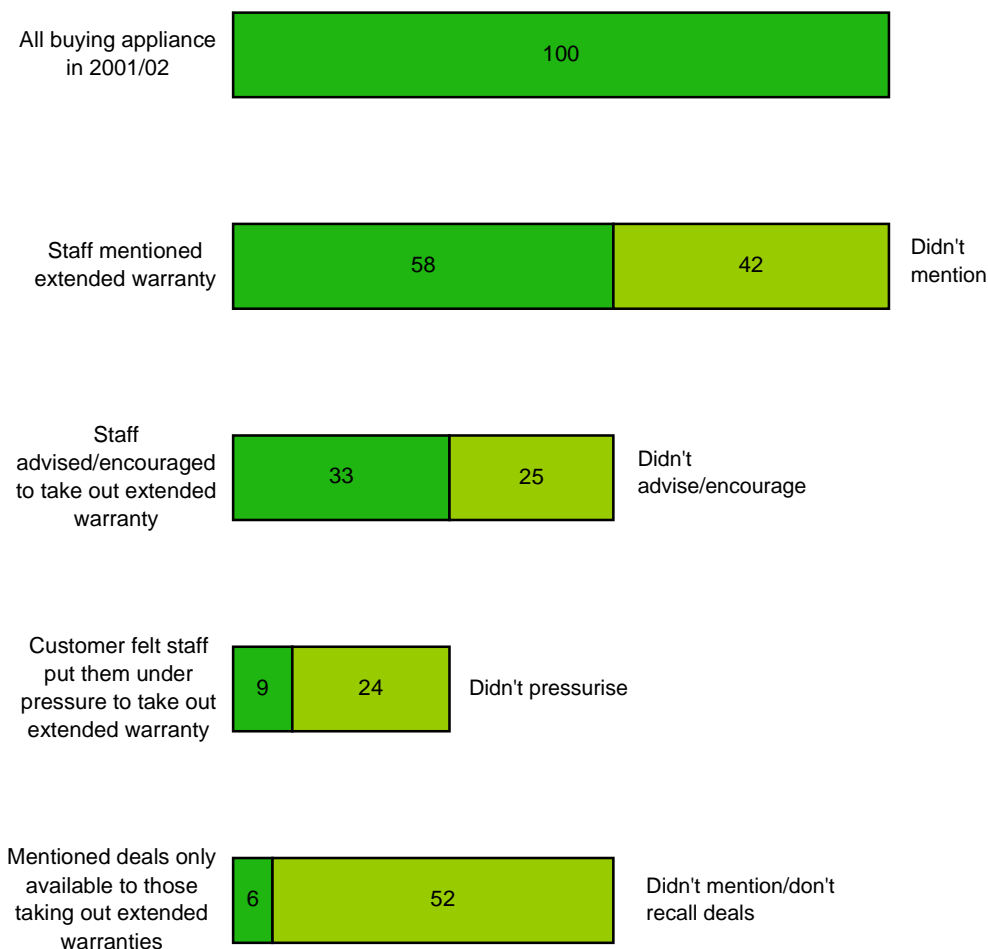 All buying appliance
in 2001/02
100
Staff mentioned
extended warranty
58
42
Didn't
mention
Staff
advised/encouraged
to take out extended
warranty
33
25
Didn't
advise/encourage
Customer felt staff
put them under
pressure to take out
extended warranty
9
24
Didn't pressurise
Mentioned deals only
available to those
taking out extended
warranties
6
52
Didn't mention/don't
recall deals